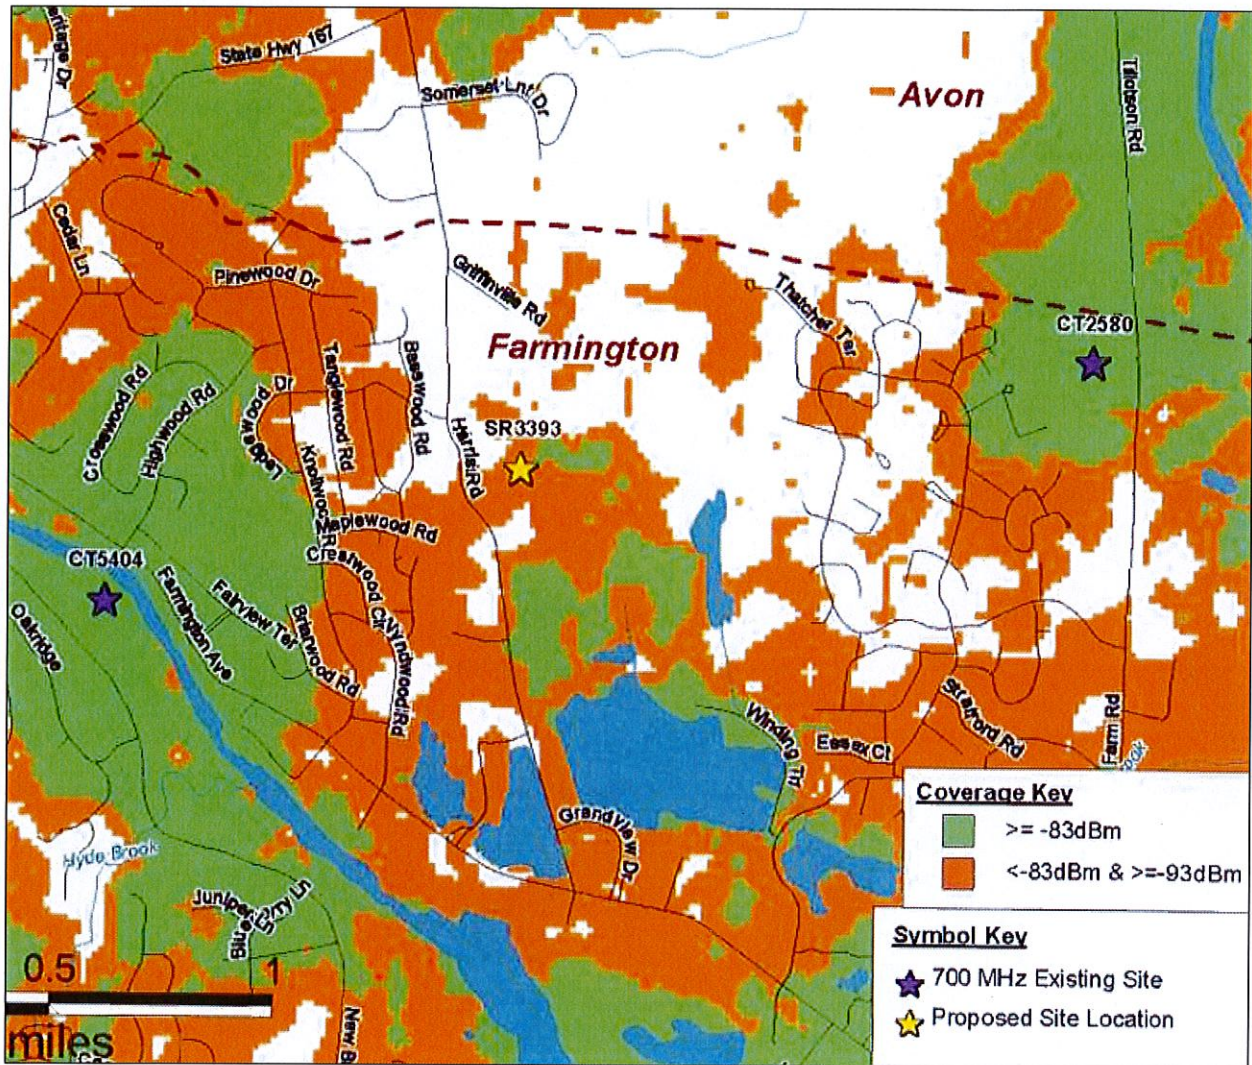 State Hwy 167
Somerset Lnt Dr
Avon
Tillotson Rd
Cedar Ln
Pinewood Dr
Griffinville Rd
Thatcher Ter
CT2580
Farmington
Crosswood Rd
Highwood Rd
Ledgewood Dr
Tanglewood Rd
Basswood Rd
Harris Rd
SR3393
Knollwood R
Maplewood Rd
Crestwood Ct
CT5404
Oakridge
Farmington Ave
Fairview Ter
Briarwood Rd
Wyndwood Rd
Winding Trl
Essex Ct
Stratford Rd
Farm Rd
Grandview Dr
Hyde Brook
Juniper Ln
0.5 1
miles
New B
Coverage Key
>= -83dBm
<-83dBm & >=-93dBm
Symbol Key
700 MHz Existing Site
Proposed Site Location